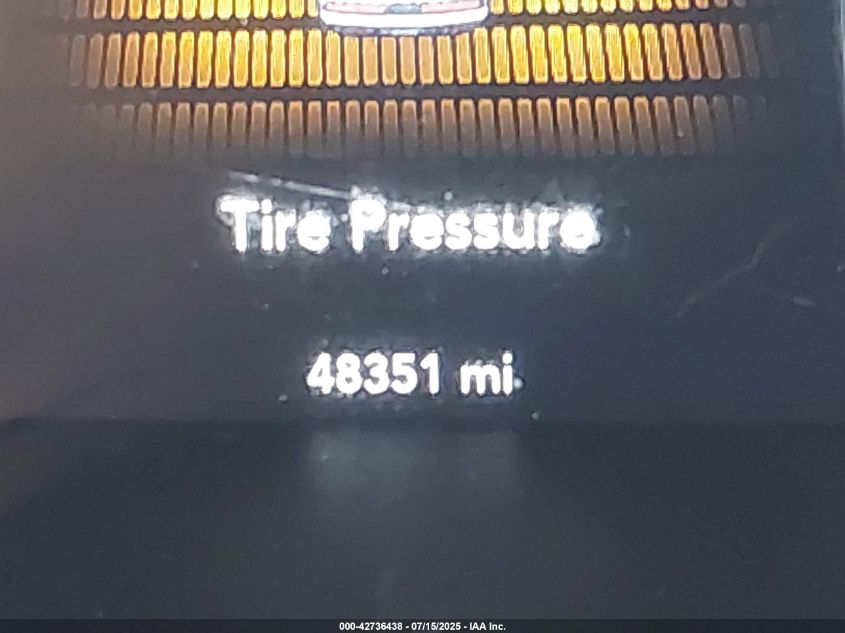 Tire Pressure
48351 mi
000-42736438 - 07/15/2025 - IAA Inc.